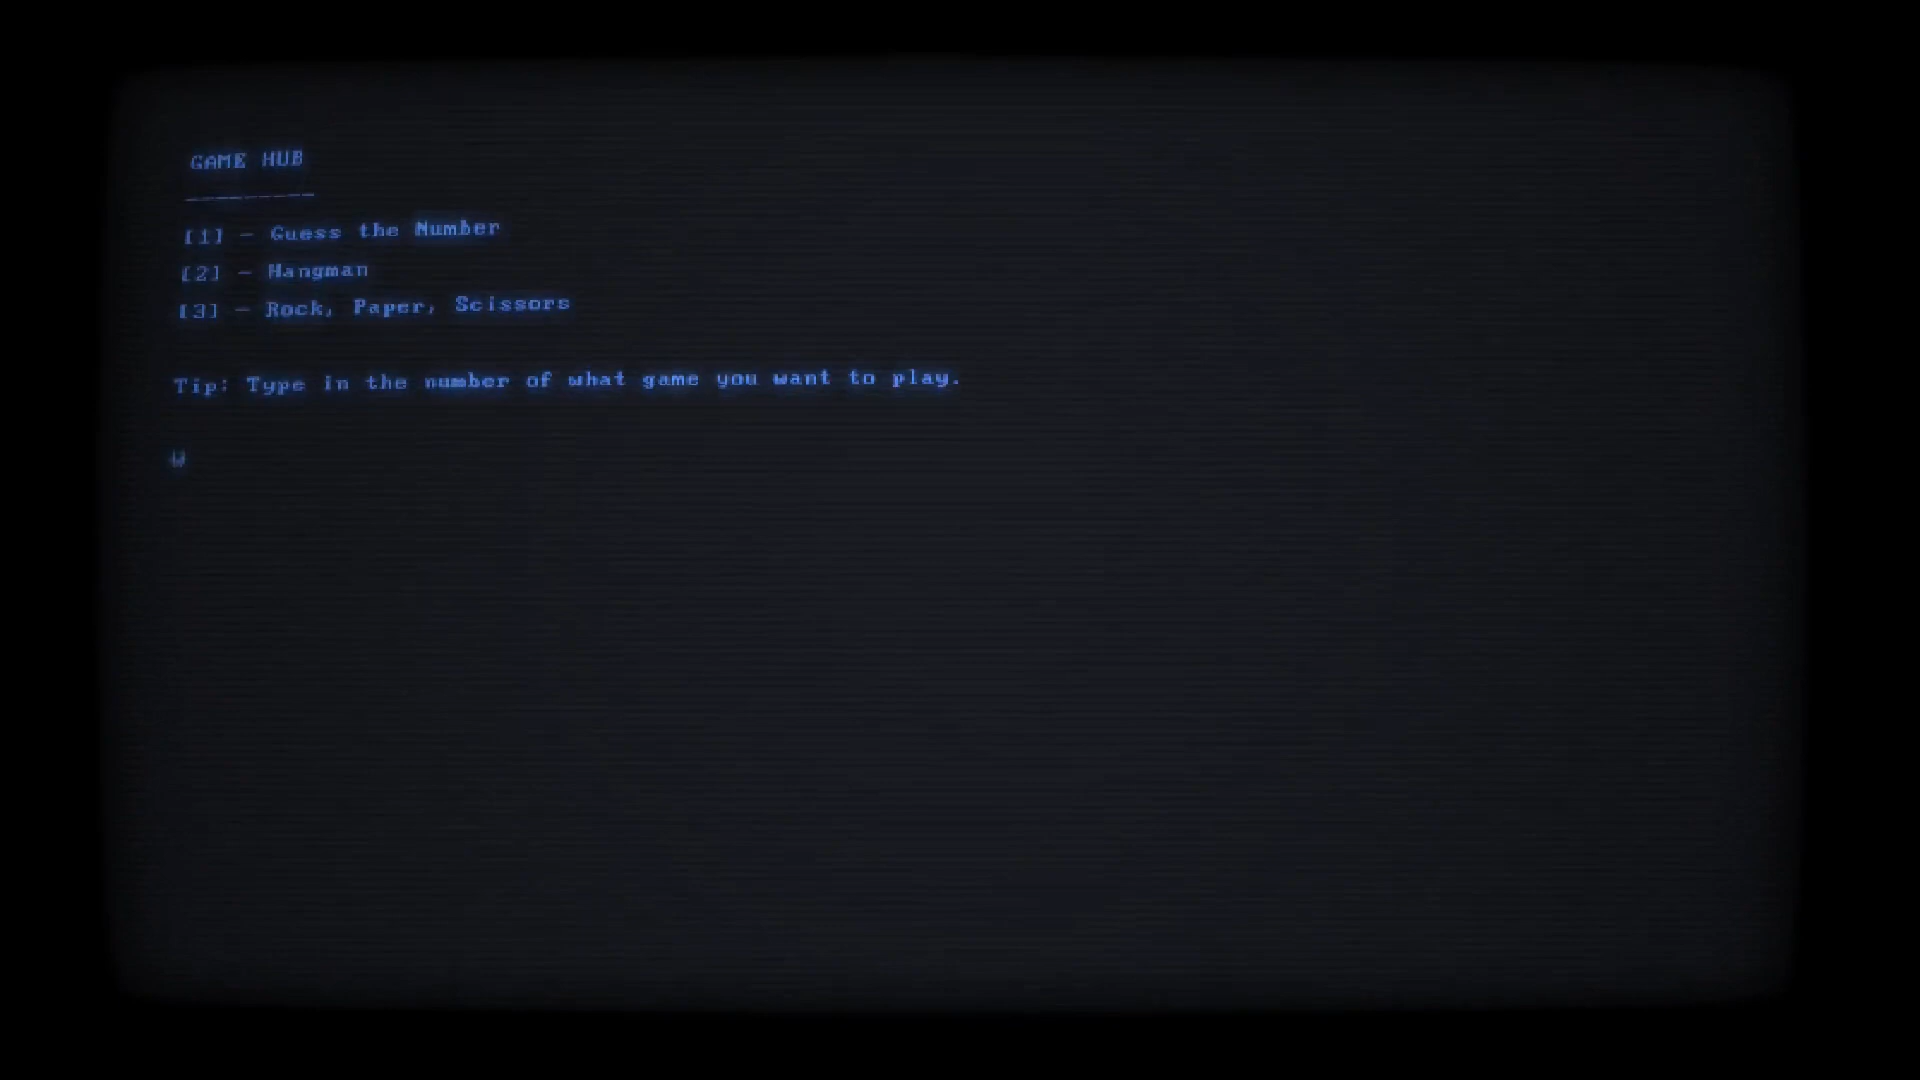 GAME HUB
---------
[1] - Guess the Number
[2] - Hangman
[3] - Rock, Paper, Scissors
Tip: Type in the number of what game you want to play.